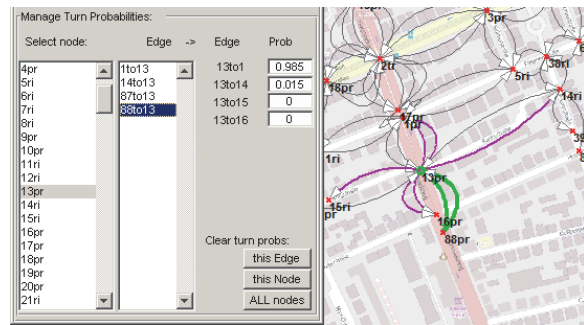 Manage Turn Probabilities:
Select node: Edge -> Edge Prob
4pr
5ri
6ri
7ri
8ri
9pr
10pr
11ri
12ri
13pr
14ri
15ri
16pr
17pr
18pr
19pr
20pr
21ri
1to13
14to13
87to13
88to13
13to1 0.985
13to14 0.015
13to15 0
13to16 0
Clear turn probs:
this Edge
this Node
ALL nodes
3pr
2tr
38ri
5ri
18pr
14ri
17pr
1pr
39
1ri
13pr
15ri
pr
16pr
88pr